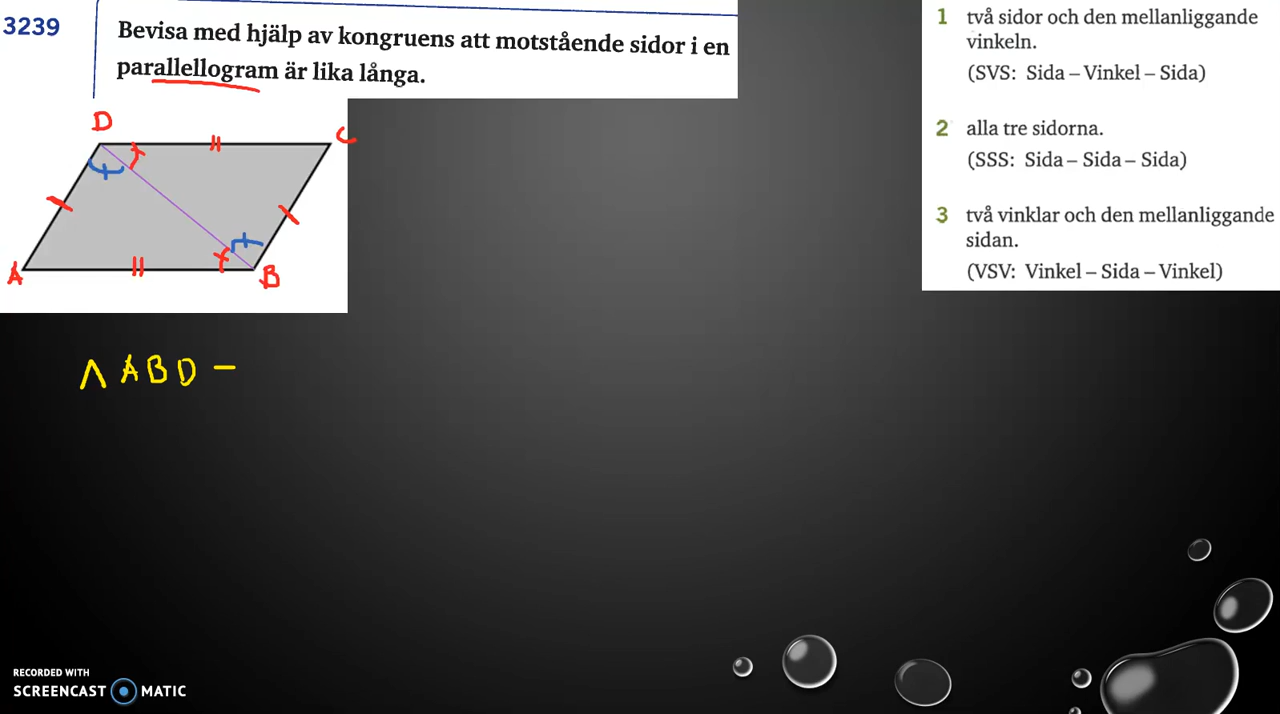 3239
Bevisa med hjälp av kongruens att motstående sidor i en
parallellogram är lika långa.
D
C
A
B
Λ ABD =
1 två sidor och den mellanliggande
vinkeln.
(SVS: Sida – Vinkel – Sida)
2 alla tre sidorna.
(SSS: Sida – Sida – Sida)
3 två vinklar och den mellanliggande
sidan.
(VSV: Vinkel – Sida – Vinkel)
RECORDED WITH
SCREENCAST MATIC